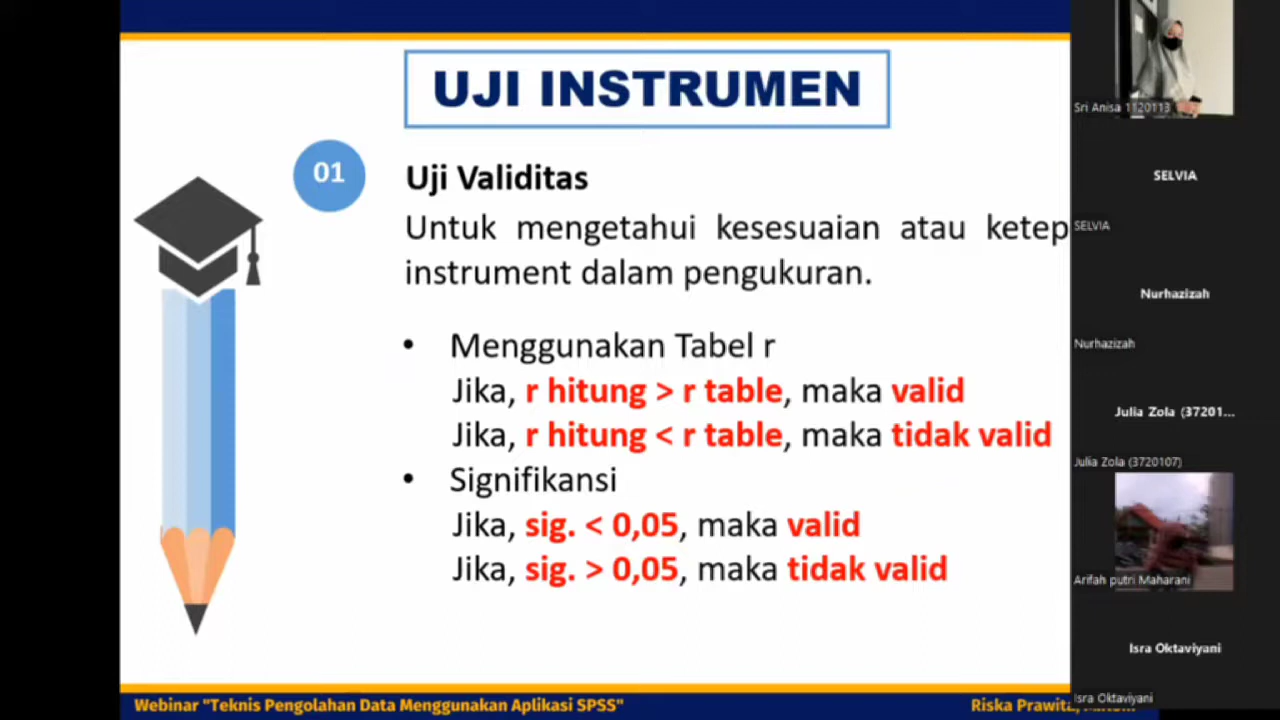 UJI INSTRUMEN
01
Uji Validitas
Untuk mengetahui kesesuaian atau ketep
instrument dalam pengukuran.
• Menggunakan Tabel r
Jika, r hitung > r table, maka valid
Jika, r hitung < r table, maka tidak valid
• Signifikansi
Jika, sig. < 0,05, maka valid
Jika, sig. > 0,05, maka tidak valid
Webinar "Teknis Pengolahan Data Menggunakan Aplikasi SPSS"
Riska Prawita,
Sri Anisa 1120113
SELVIA
SELVIA
Nurhazizah
Nurhazizah
Julia Zola (37201...
Julia Zola (3720107)
Arifah putri Maharani
Isra Oktaviyani
Isra Oktaviyani